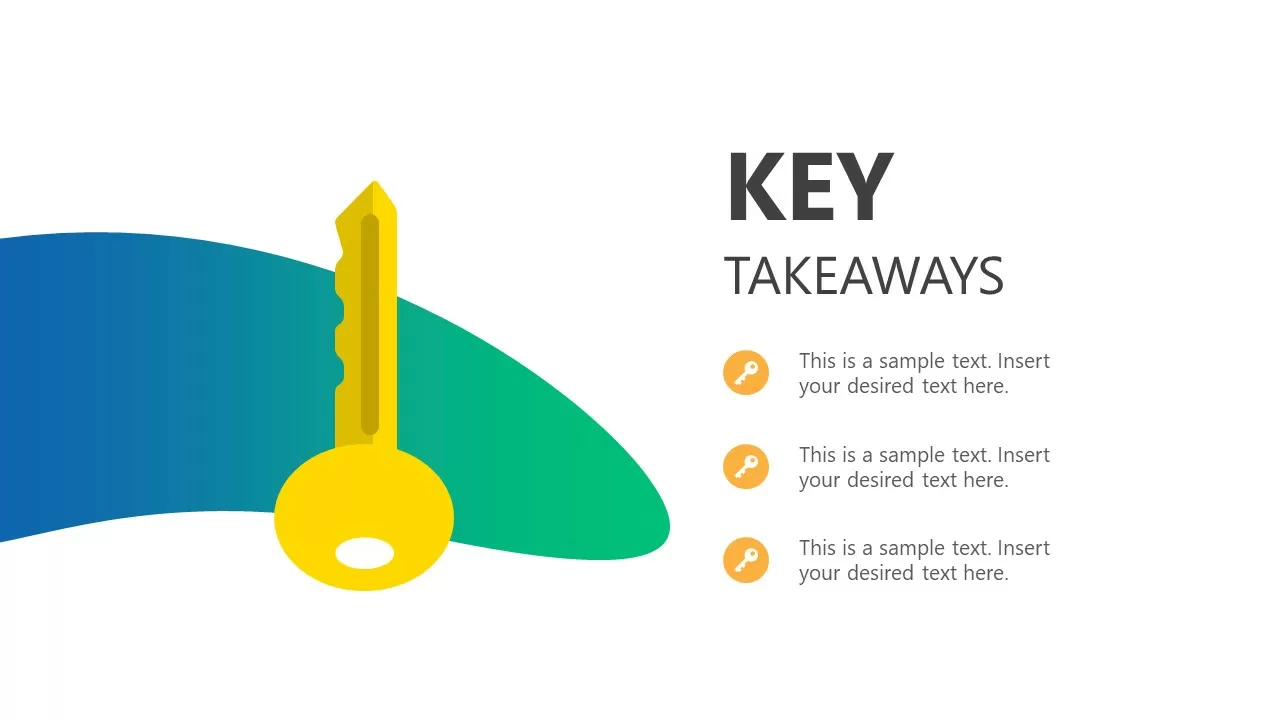 KEY
TAKEAWAYS
This is a sample text. Insert
your desired text here.
This is a sample text. Insert
your desired text here.
This is a sample text. Insert
your desired text here.